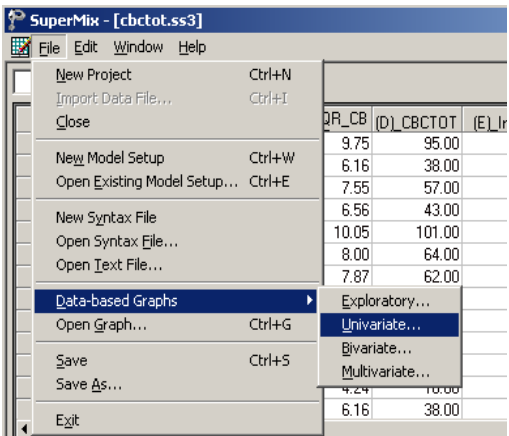 SuperMix - [cbctot.ss3]
File Edit Window Help
New Project Ctrl+N
Import Data File... Ctrl+I
Close
QR_CB (D)_CBCTOT
9.75 95.00
New Model Setup Ctrl+W
6.16 38.00
Open Existing Model Setup... Ctrl+E
7.55 57.00
6.56 43.00
New Syntax File
10.05 101.00
Open Syntax File...
8.00 64.00
Open Text File...
7.87 62.00
Data-based Graphs
Exploratory...
Open Graph... Ctrl+G
Univariate...
Bivariate...
Save Ctrl+S
Multivariate...
Save As...
6.16 38.00
Exit